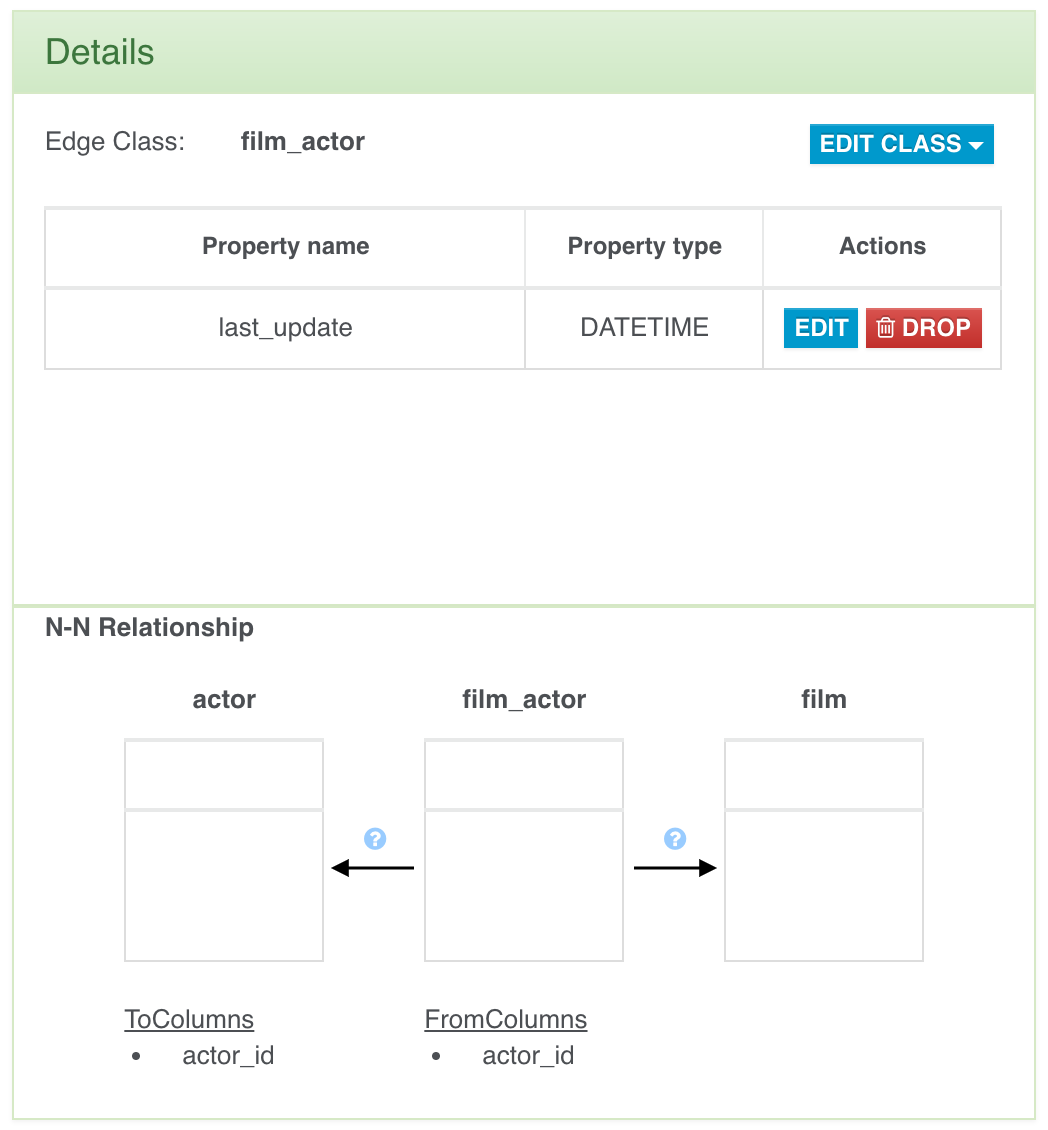 Details
Edge Class: film_actor EDIT CLASS
Property name Property type Actions
last_update DATETIME EDIT DROP
N-N Relationship
actor film_actor film
? ?
ToColumns FromColumns
• actor_id • actor_id